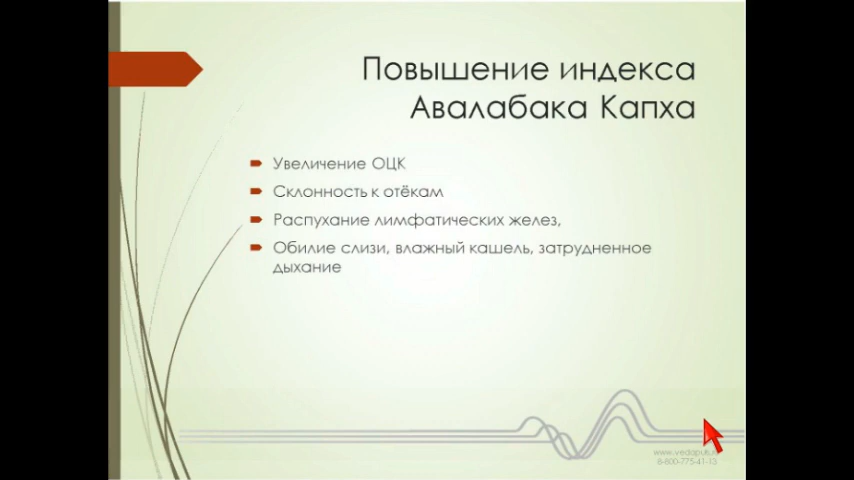 Повышение индекса
Авалабака Капха
Увеличение ОЦК
Склонность к отёкам
Распухание лимфатических желез,
Обилие слизи, влажный кашель, затрудненное
дыхание
8-800-775-41-13